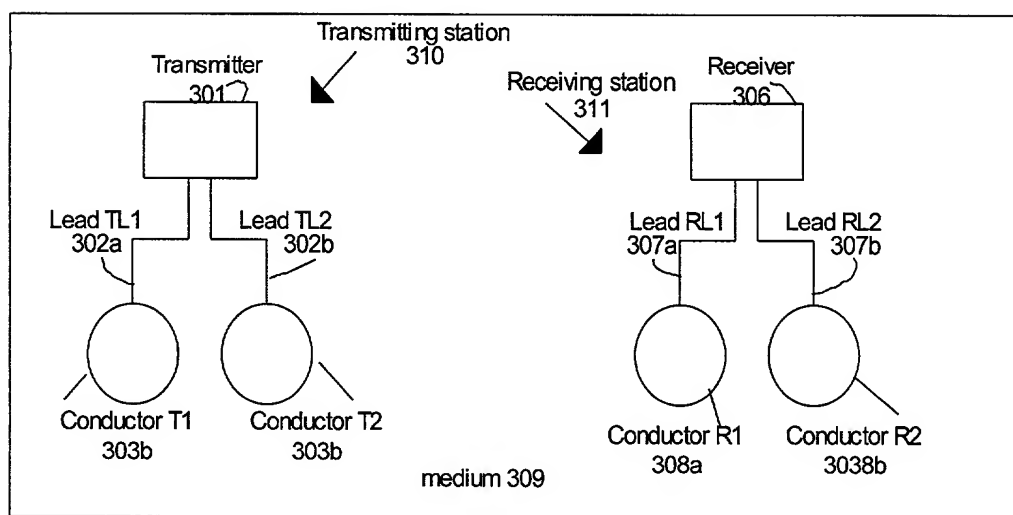 Transmitting station
310
Transmitter
301
Receiving station
311
Receiver
306
Lead TL1
302a
Lead TL2
302b
Lead RL1
307a
Lead RL2
307b
Conductor T1
303b
Conductor T2
303b
Conductor R1
308a
Conductor R2
3038b
medium 309